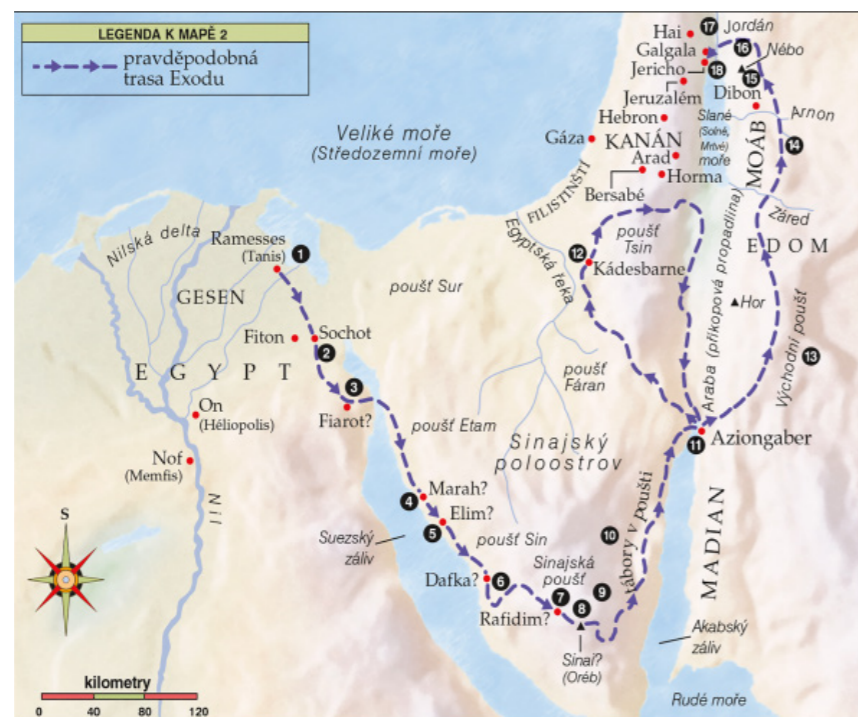 LEGENDA K MAPĚ 2
pravděpodobná
trasa Exodu
Veliké moře
(Středozemní moře)
Hai
17
Jordán
Galgala
16
Nébo
Jericho
18
15
Jeruzalém
Dibon
Hebron
Slané
(Solné,
Mrtvé)
moře
Arnon
Gáza
KANÁN
MOÁB
14
Arad
Bersabé
Horma
FILISTINŠTÍ
Záred
Nilská delta
Ramesses
(Tanis)
1
Egyptská řeka
poušť
Tsin
EDOM
12
Kádesbarne
GESEN
poušť Sur
Araba (příkopová propadlina)
Hor
Východní poušť
13
Fiton
Sochot
2
EGYPT
3
poušť
Fáran
On
(Héliopolis)
Fiarot?
poušť Etam
Sinajský
poloostrov
11
Aziongaber
Nof
(Memfis)
Nil
Marah?
4
Elim?
5
Suezský
záliv
poušť Sin
10
tábory v poušti
MADIAN
S
Dafka?
6
Sinajská
poušť
7
8
9
Rafidim?
Sinai?
(Oréb)
Akabský
záliv
Rudé moře
kilometry
0 40 80 120